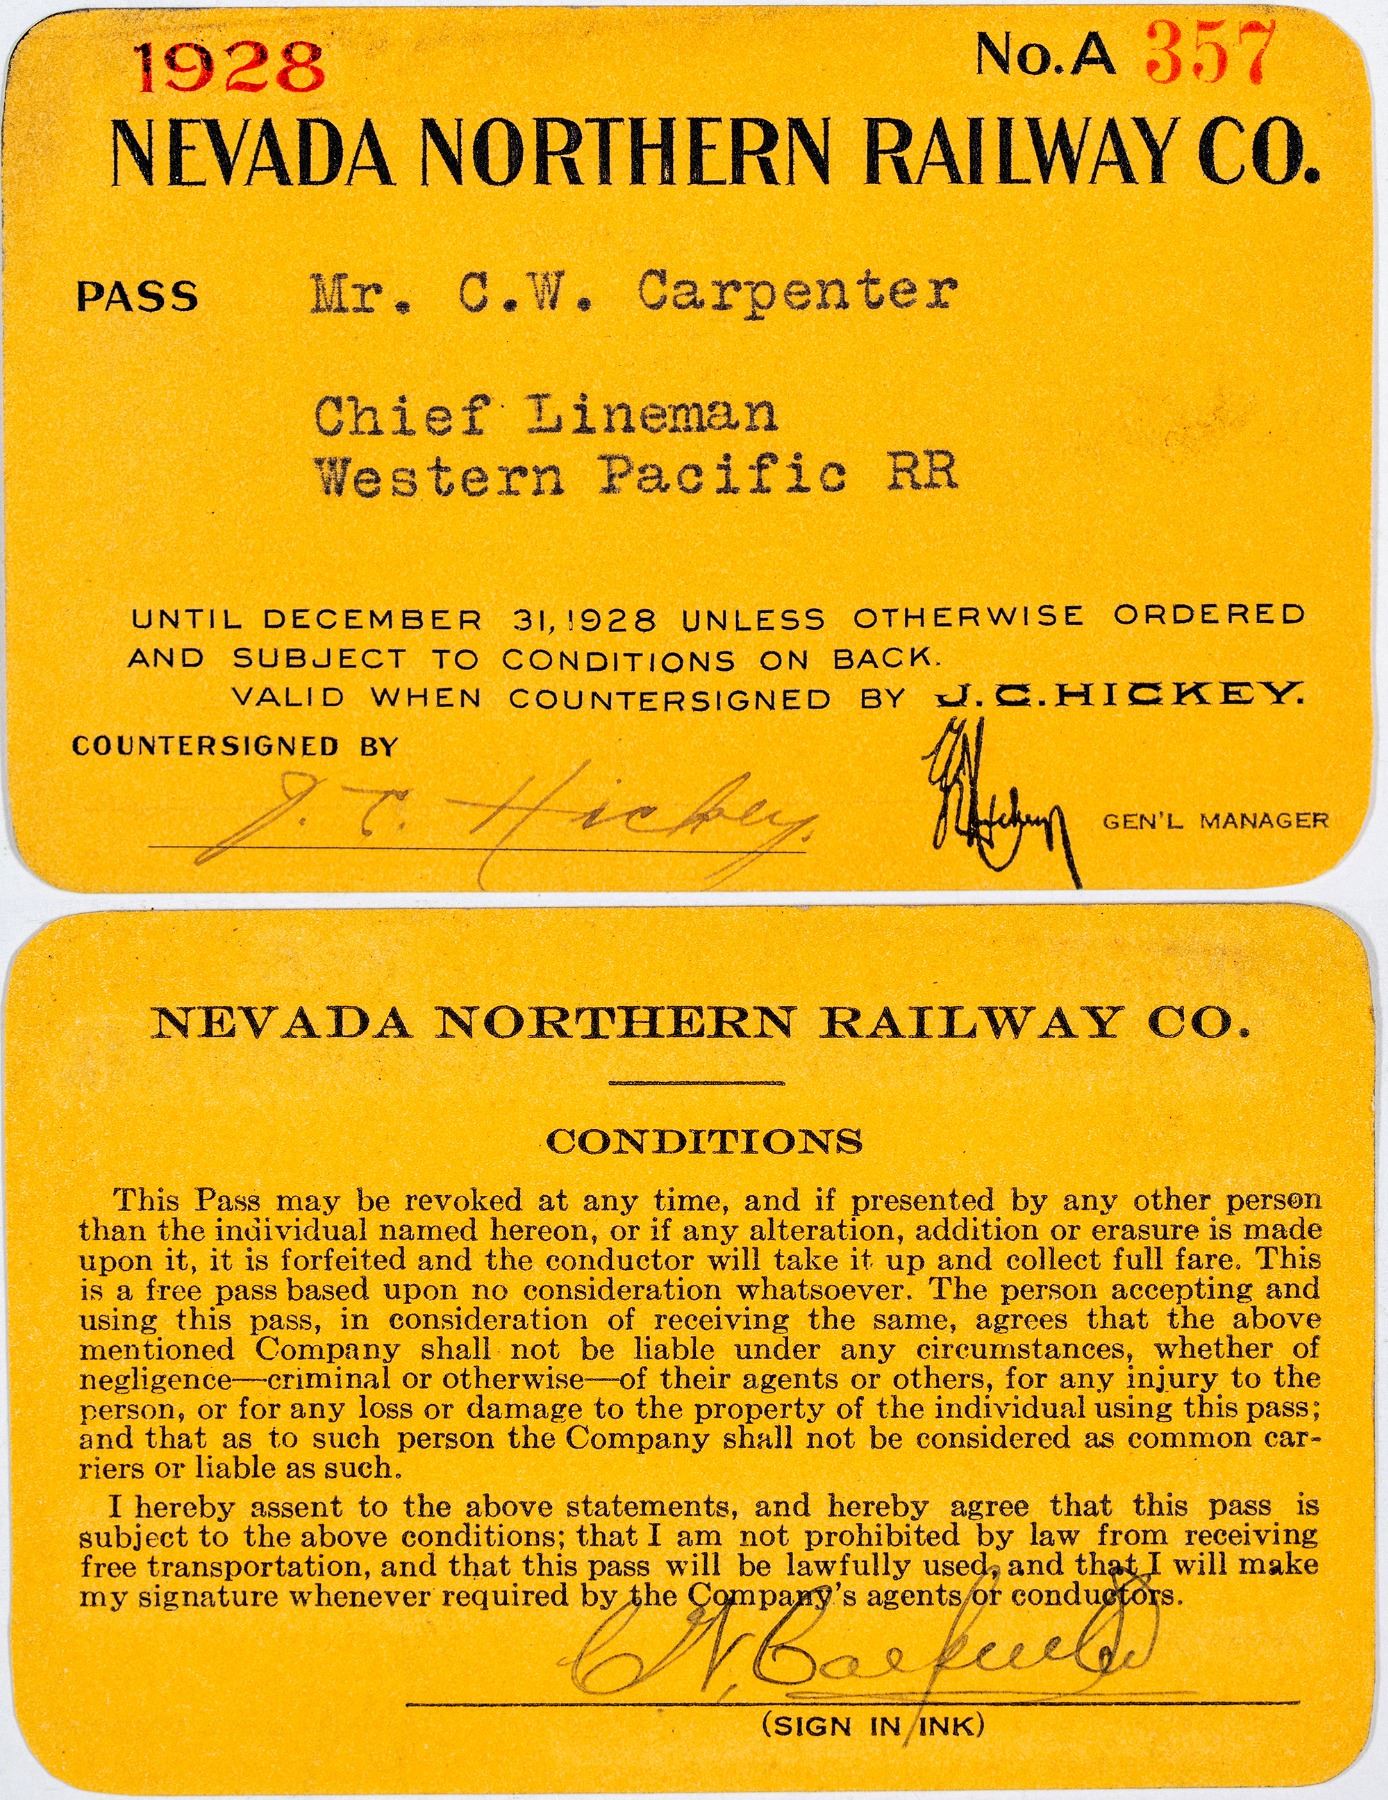 1928
No. A 357
NEVADA NORTHERN RAILWAY CO.
PASS Mr. C.W. Carpenter
Chief Lineman
Western Pacific RR
UNTIL DECEMBER 31, 1928 UNLESS OTHERWISE ORDERED
AND SUBJECT TO CONDITIONS ON BACK.
VALID WHEN COUNTERSIGNED BY J.C. HICKEY.
COUNTERSIGNED BY
J. C. Hickey.
GEN'L MANAGER
NEVADA NORTHERN RAILWAY CO.
CONDITIONS
This Pass may be revoked at any time, and if presented by any other person
than the individual named hereon, or if any alteration, addition or erasure is made
upon it, it is forfeited and the conductor will take it up and collect full fare. This
is a free pass based upon no consideration whatsoever. The person accepting and
using this pass, in consideration of receiving the same, agrees that the above
mentioned Company shall not be liable under any circumstances, whether of
negligence—criminal or otherwise—of their agents or others, for any injury to the
person, or for any loss or damage to the property of the individual using this pass;
and that as to such person the Company shall not be considered as common car-
riers or liable as such.
I hereby assent to the above statements, and hereby agree that this pass is
subject to the above conditions; that I am not prohibited by law from receiving
free transportation, and that this pass will be lawfully used, and that I will make
my signature whenever required by the Company's agents or conductors.
C W. Carpenter
(SIGN IN INK)